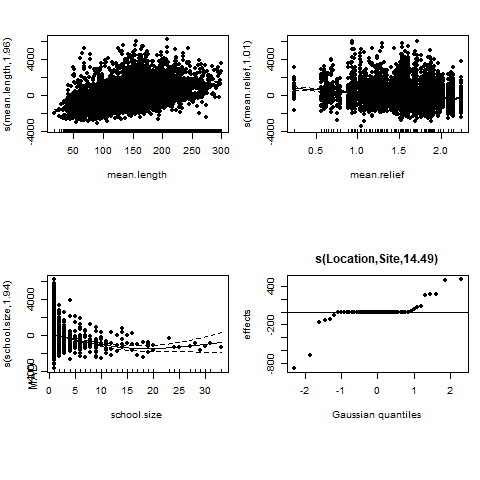 s(mean.length,1.96)
-4000 0 4000
50 100 150 200 250 300
mean.length
s(mean.relief,1.01)
-4000 0 4000
0.5 1.0 1.5 2.0
mean.relief
s(school.size,1.94)
-4000 0 4000
0 5 10 15 20 25 30
school.size
s(Location,Site,14.49)
effects
-800 0 400
-2 -1 0 1 2
Gaussian quantiles